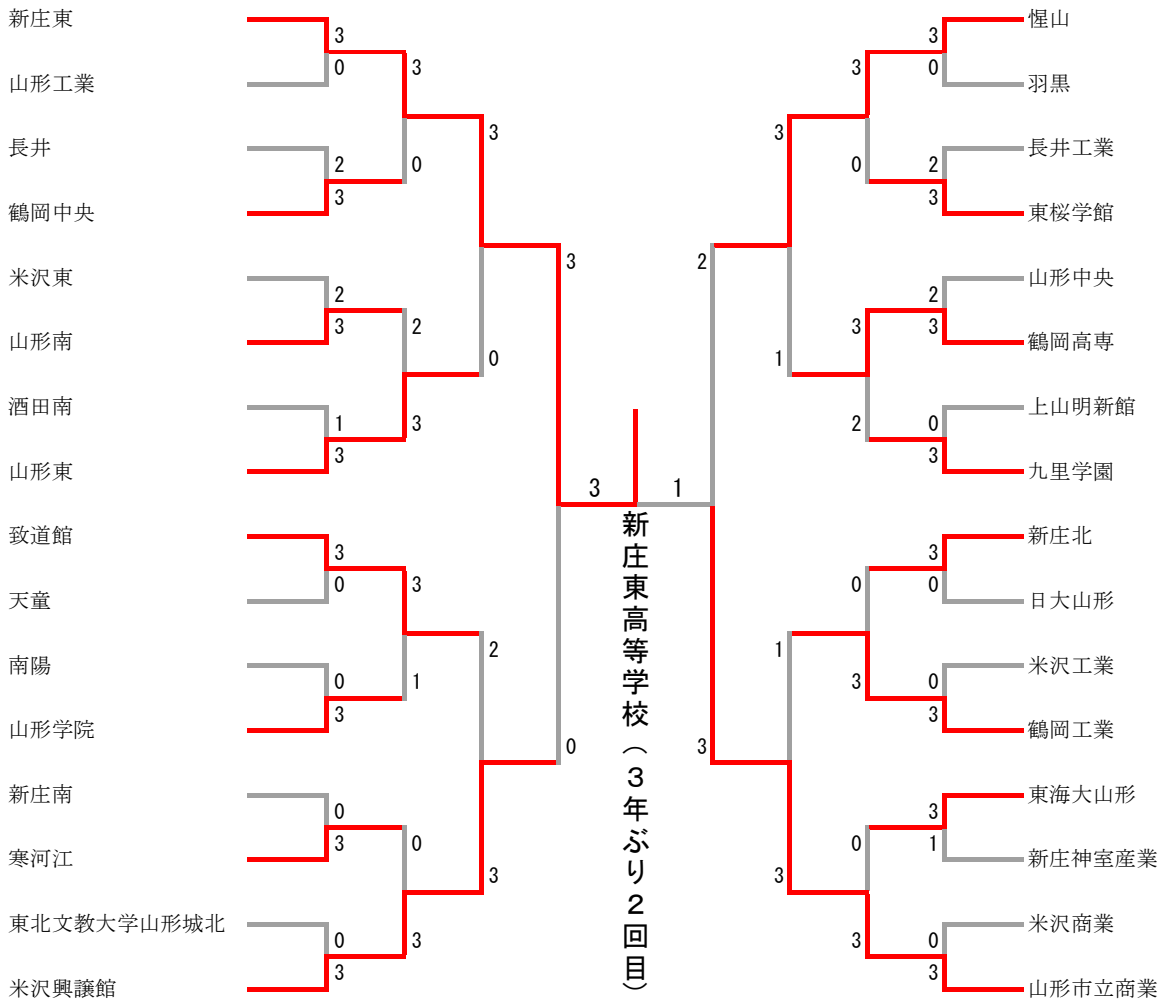 新庄東
山形工業
長井
鶴岡中央
米沢東
山形南
酒田南
山形東
致道館
天童
南陽
山形学院
新庄南
寒河江
東北文教大学山形城北
米沢興譲館
3
0
2
3
2
3
1
3
3
0
0
3
0
3
0
3
3
0
2
3
3
1
0
3
3
0
2
3
3
0
3
1
新庄東高等学校（３年ぶり２回目）
2
3
3
1
1
3
3
0
3
2
0
3
0
3
3
0
2
3
2
3
0
3
3
0
0
3
3
1
0
3
惺山
羽黒
長井工業
東桜学館
山形中央
鶴岡高専
上山明新館
九里学園
新庄北
日大山形
米沢工業
鶴岡工業
東海大山形
新庄神室産業
米沢商業
山形市立商業